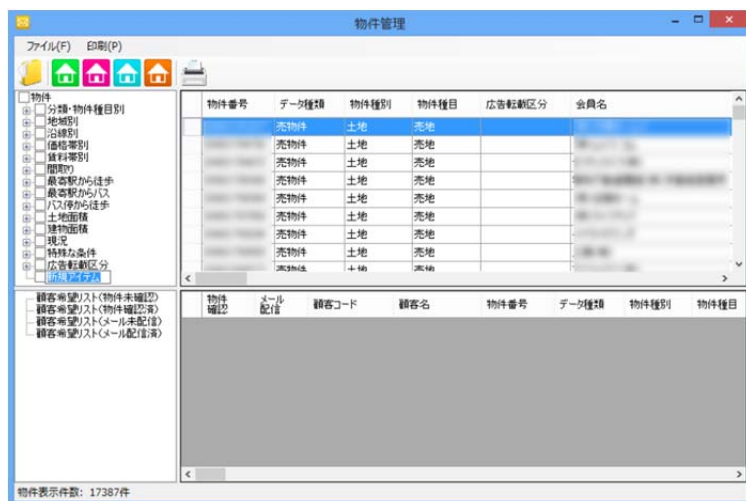 物件管理
ファイル(F) 印刷(P)
物件
分類・物件種目別
地域別
沿線別
価格帯別
賃料帯別
間取り
最寄駅から徒歩
最寄駅からバス
バス停から徒歩
土地面積
建物面積
現況
特殊な条件
広告転載区分
新規アイテム
物件番号 データ種類 物件種別 物件種目 広告転載区分 会員名
売物件 土地 売地
売物件 土地 売地
売物件 土地 売地
売物件 土地 売地
売物件 土地 売地
売物件 土地 売地
売物件 土地 売地
売物件 土地 売地
売物件 土地 売地
顧客希望リスト(物件未確認)
顧客希望リスト(物件確認済)
顧客希望リスト(メール未配信)
顧客希望リスト(メール配信済)
物件確認 メール配信 顧客コード 顧客名 物件番号 データ種類 物件種別 物件種目
物件表示件数: 17387件